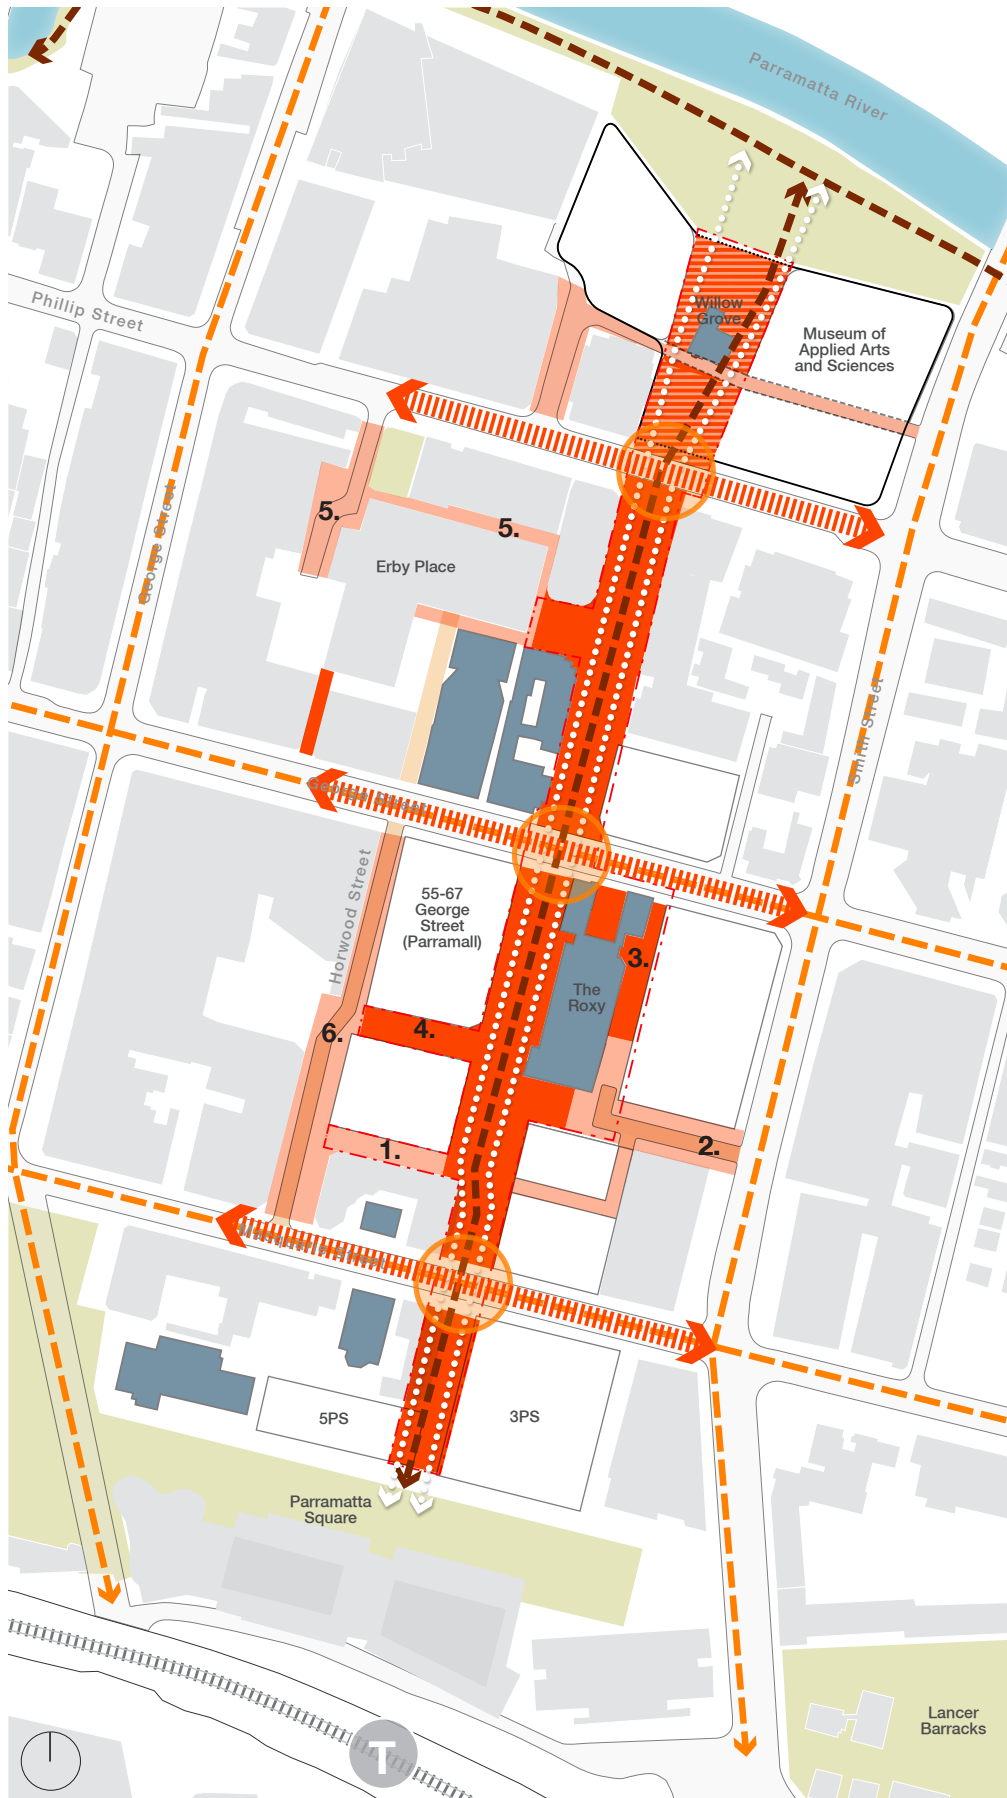 Parramatta River
Phillip Street
Willow
Grove
Museum of
Applied Arts
and Sciences
George Street
5.
5.
Erby Place
Smith Street
George Street
Horwood Street
55-67
George
Street
(Parramall)
3.
The
Roxy
6.
4.
1.
2.
Macquarie Street
5PS
3PS
Parramatta
Square
Lancer
Barracks
T